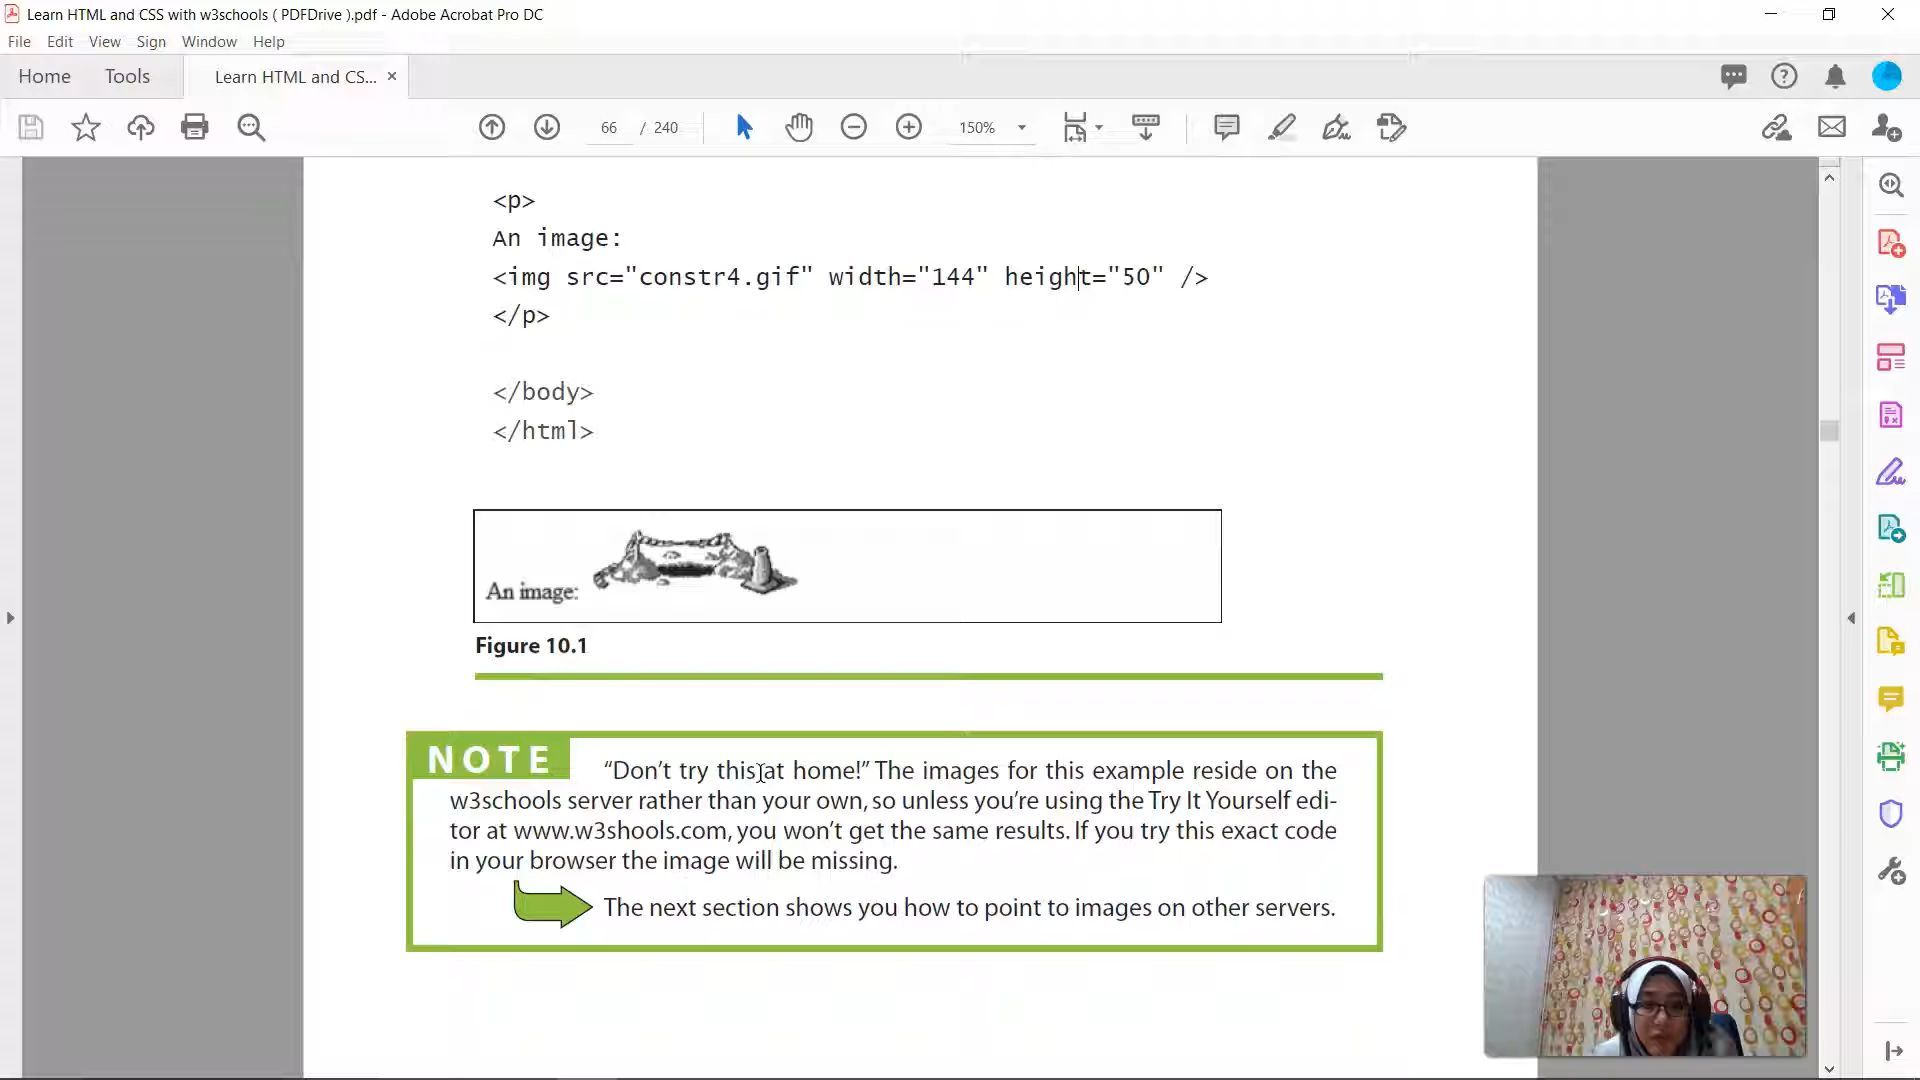 Learn HTML and CSS with w3schools ( PDFDrive ).pdf - Adobe Acrobat Pro DC
File Edit View Sign Window Help
Home Tools Learn HTML and CS... ×
66 / 240 150%
<p>
An image:
<img src="constr4.gif" width="144" height="50" />
</p>
</body>
</html>
An image:
Figure 10.1
NOTE
“Don’t try this at home!” The images for this example reside on the
w3schools server rather than your own, so unless you’re using the Try It Yourself edi-
tor at www.w3shools.com, you won’t get the same results. If you try this exact code
in your browser the image will be missing.
The next section shows you how to point to images on other servers.